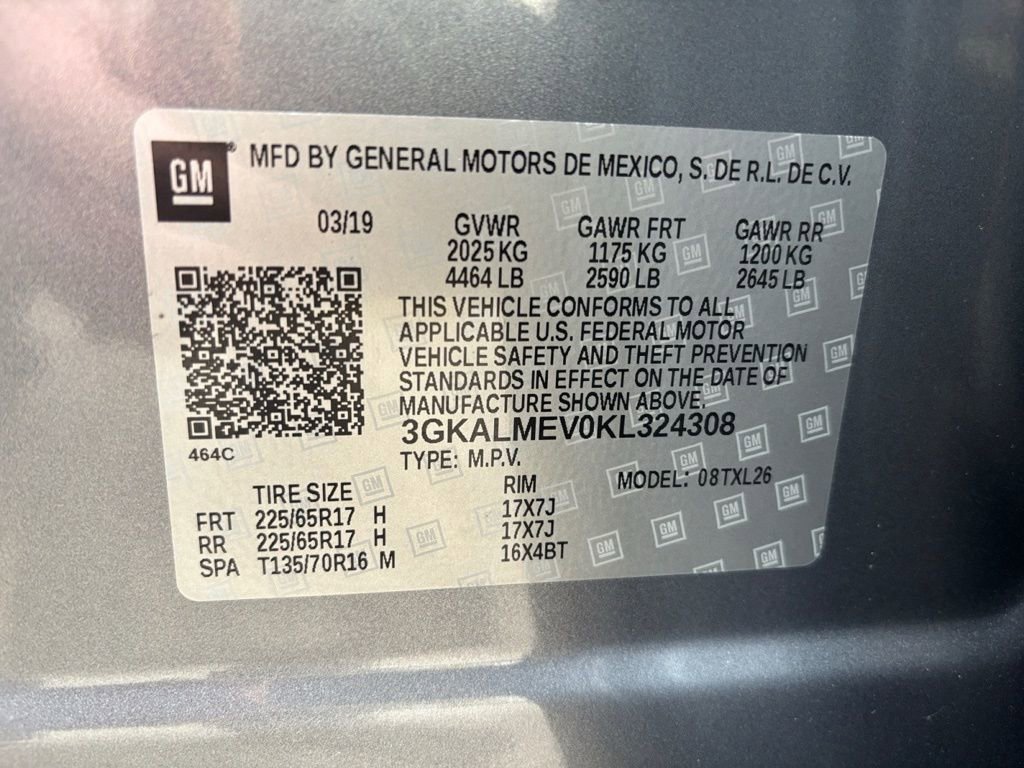 GM® MFD BY GENERAL MOTORS DE MEXICO, S. DE R.L. DE C.V.
03/19 GVWR GAWR FRT GAWR RR
2025 KG 1175 KG 1200 KG
4464 LB 2590 LB 2645 LB
THIS VEHICLE CONFORMS TO ALL
APPLICABLE U.S. FEDERAL MOTOR
VEHICLE SAFETY AND THEFT PREVENTION
STANDARDS IN EFFECT ON THE DATE OF
MANUFACTURE SHOWN ABOVE.
3GKALMEV0KL324308
464C
TYPE: M.P.V.
TIRE SIZE RIM MODEL: 08TXL26
FRT 225/65R17 H 17X7J
RR 225/65R17 H 17X7J
SPA T135/70R16 M 16X4BT